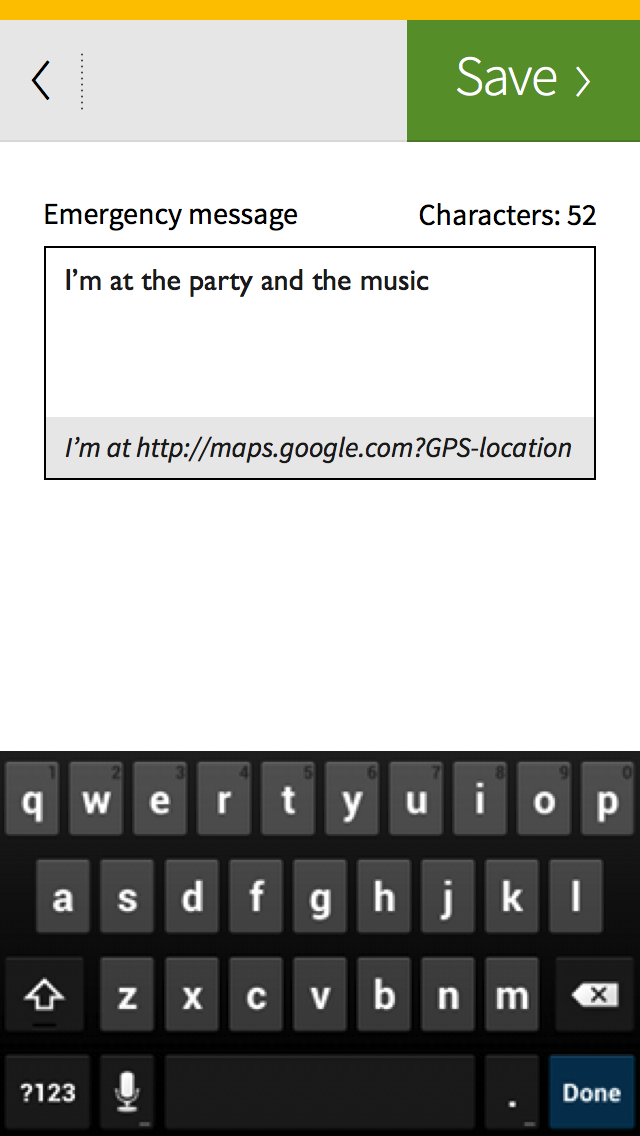 Save
Emergency message Characters: 52
I'm at the party and the music
I'm at http://maps.google.com?GPS-location
1 2 3 4 5 6 7 8 9 0
q w e r t y u i o p
a s d f g h j k l
z x c v b n m
?123 . Done